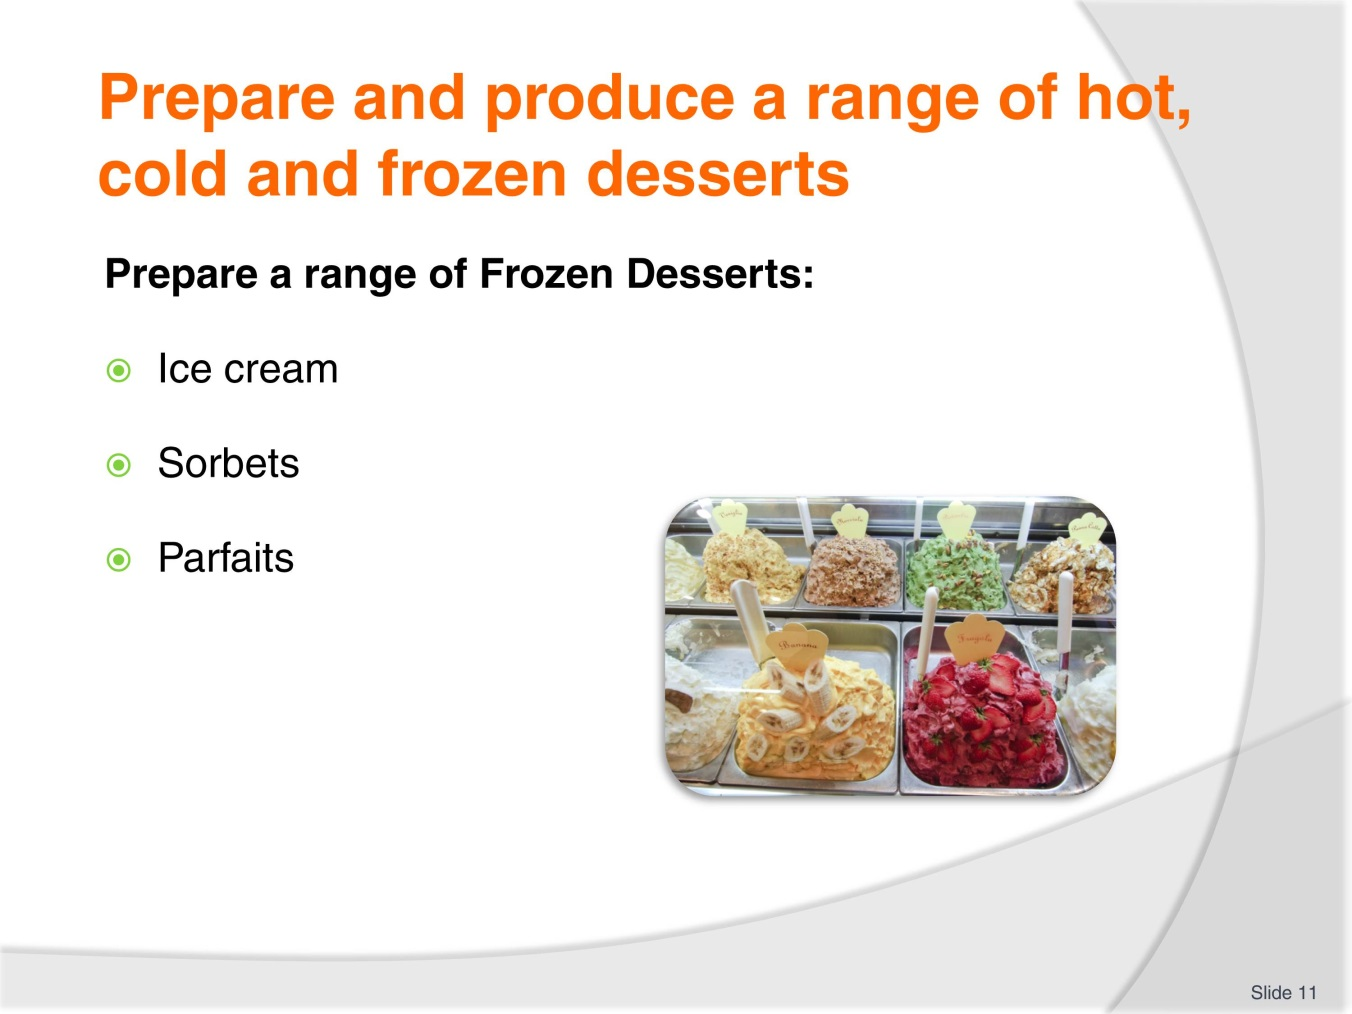 Prepare and produce a range of hot,
cold and frozen desserts
Prepare a range of Frozen Desserts:
Ice cream
Sorbets
Parfaits
Banana
Slide 11